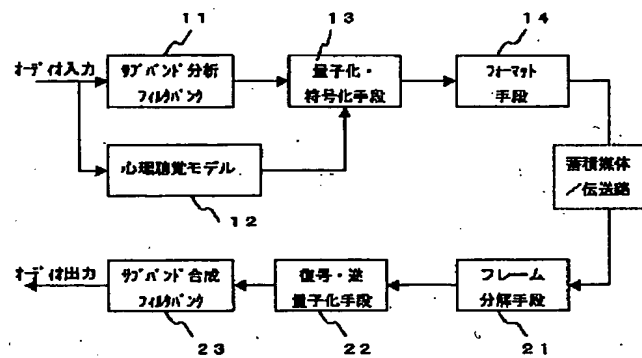 11
13
14
オーディオ入力
サブバンド分析
フィルタバンク
量子化・
符号化手段
フォーマット
手段
心理聴覚モデル
12
蓄積媒体
/伝送路
オーディオ出力
サブバンド合成
フィルタバンク
復号・逆
量子化手段
フレーム
分解手段
23
22
21